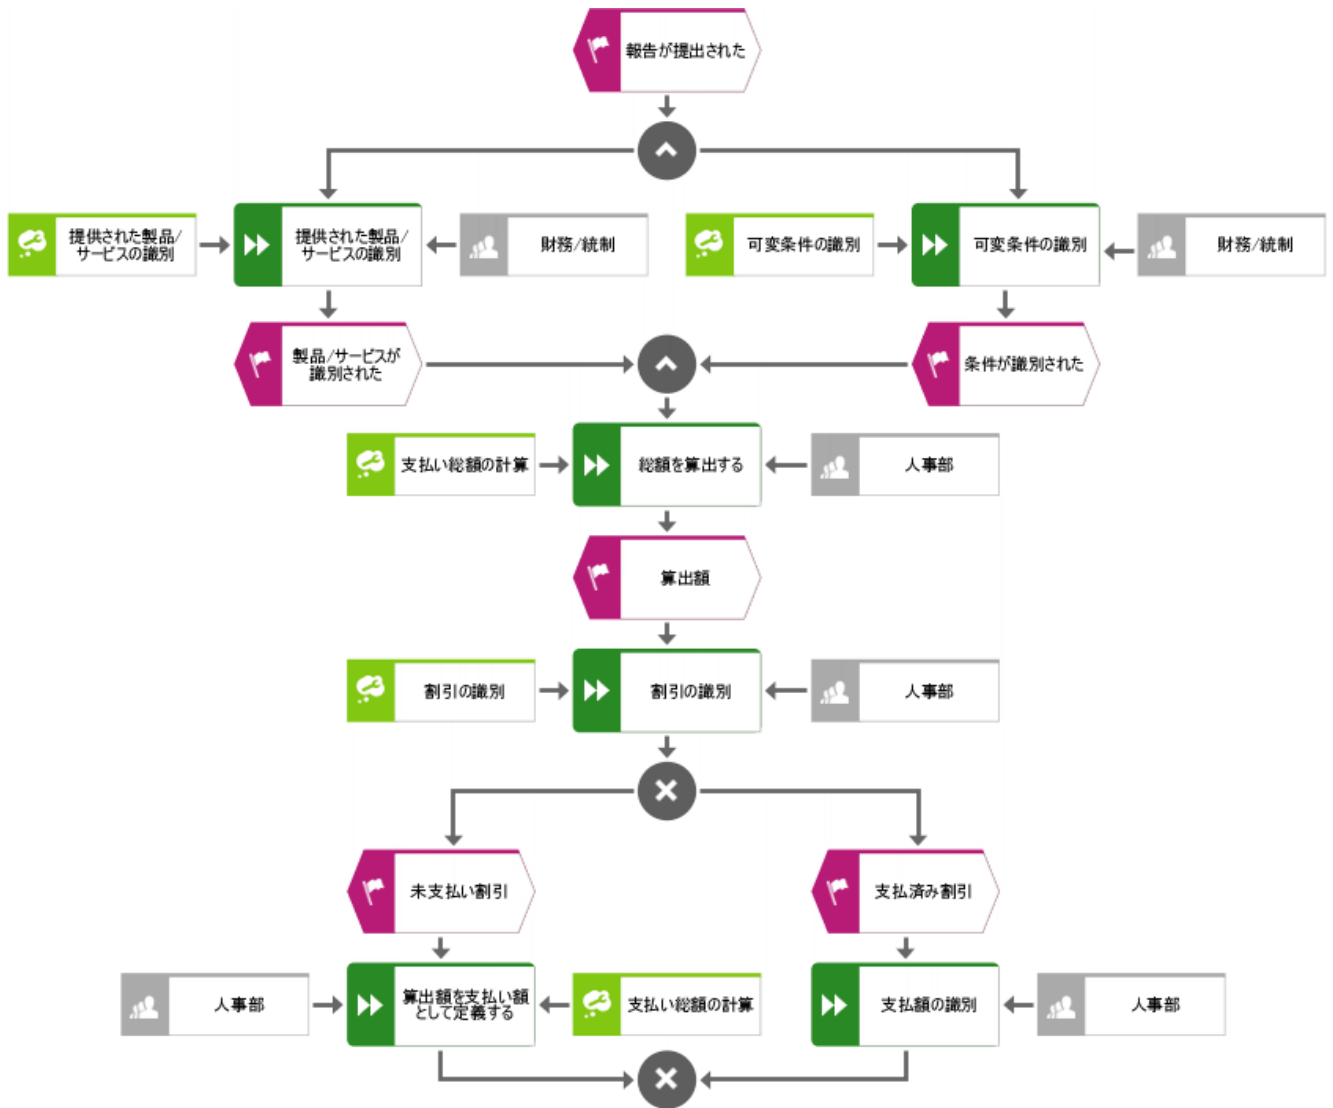 報告が提出された
提供された製品/
サービスの識別
提供された製品/
サービスの識別
財務/統制
可変条件の識別
可変条件の識別
財務/統制
製品/サービスが
識別された
条件が識別された
支払い総額の計算
総額を算出する
人事部
算出額
割引の識別
割引の識別
人事部
未支払い割引
支払済み割引
人事部
算出額を支払い額
として定義する
支払い総額の計算
支払額の識別
人事部